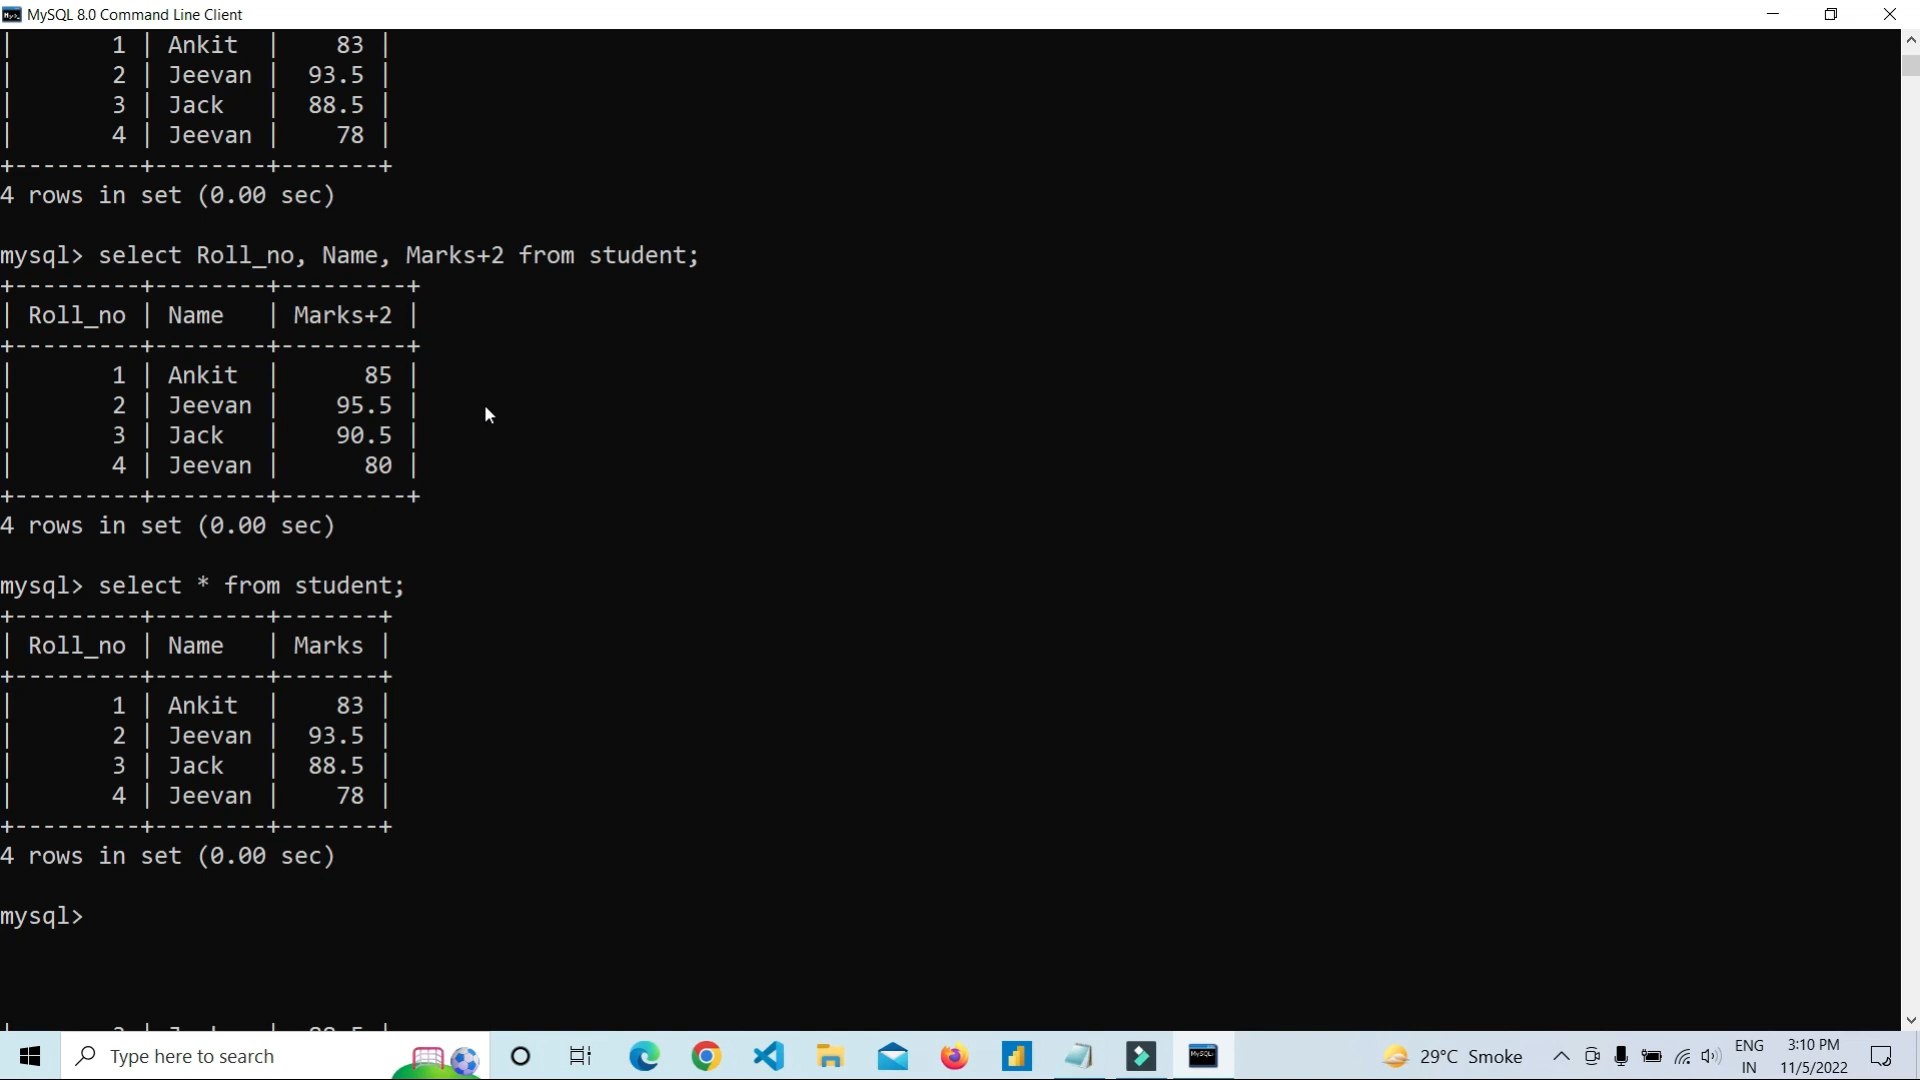 MySQL 8.0 Command Line Client
|       1 | Ankit  |    83 |
|       2 | Jeevan |  93.5 |
|       3 | Jack   |  88.5 |
|       4 | Jeevan |    78 |
+---------+--------+-------+
4 rows in set (0.00 sec)
mysql> select Roll_no, Name, Marks+2 from student;
+---------+--------+---------+
| Roll_no | Name   | Marks+2 |
+---------+--------+---------+
|       1 | Ankit  |      85 |
|       2 | Jeevan |    95.5 |
|       3 | Jack   |    90.5 |
|       4 | Jeevan |      80 |
+---------+--------+---------+
4 rows in set (0.00 sec)
mysql> select * from student;
+---------+--------+-------+
| Roll_no | Name   | Marks |
+---------+--------+-------+
|       1 | Ankit  |    83 |
|       2 | Jeevan |  93.5 |
|       3 | Jack   |  88.5 |
|       4 | Jeevan |    78 |
+---------+--------+-------+
4 rows in set (0.00 sec)
mysql>
Type here to search
MySQL
29°C Smoke
ENG
IN
3:10 PM
11/5/2022